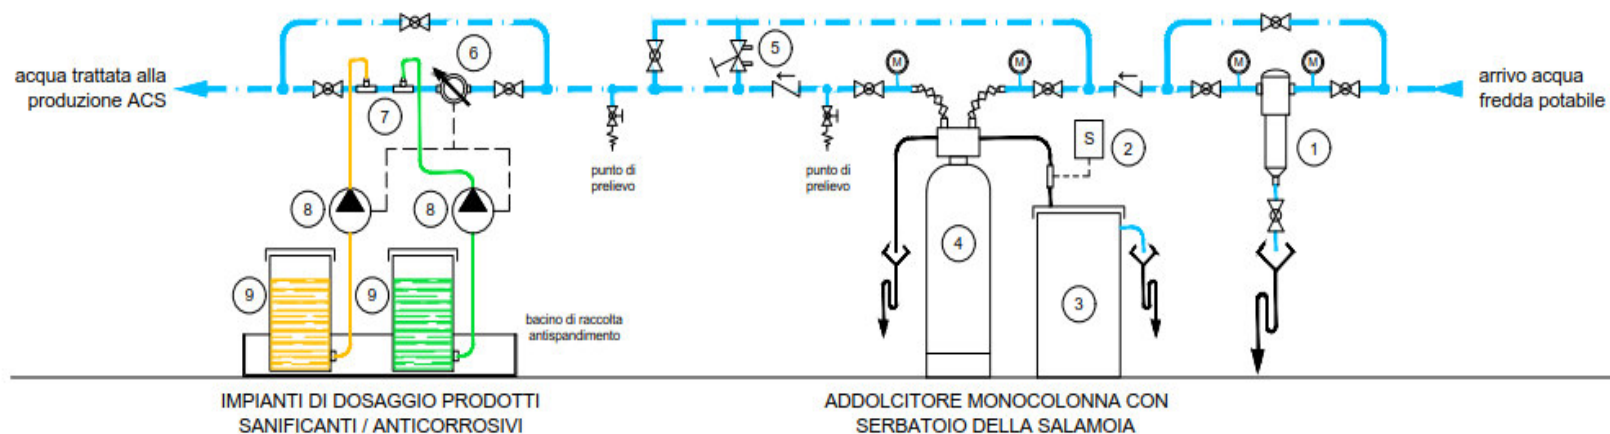 6
5
M
M
M
M
acqua trattata alla
produzione ACS
arrivo acqua
fredda potabile
7
S
2
1
punto di
prelievo
punto di
prelievo
8
8
4
9
9
3
bacino di raccolta
antispandimento
IMPIANTI DI DOSAGGIO PRODOTTI
SANIFICANTI / ANTICORROSIVI
ADDOLCITORE MONOCOLONNA CON
SERBATOIO DELLA SALAMOIA